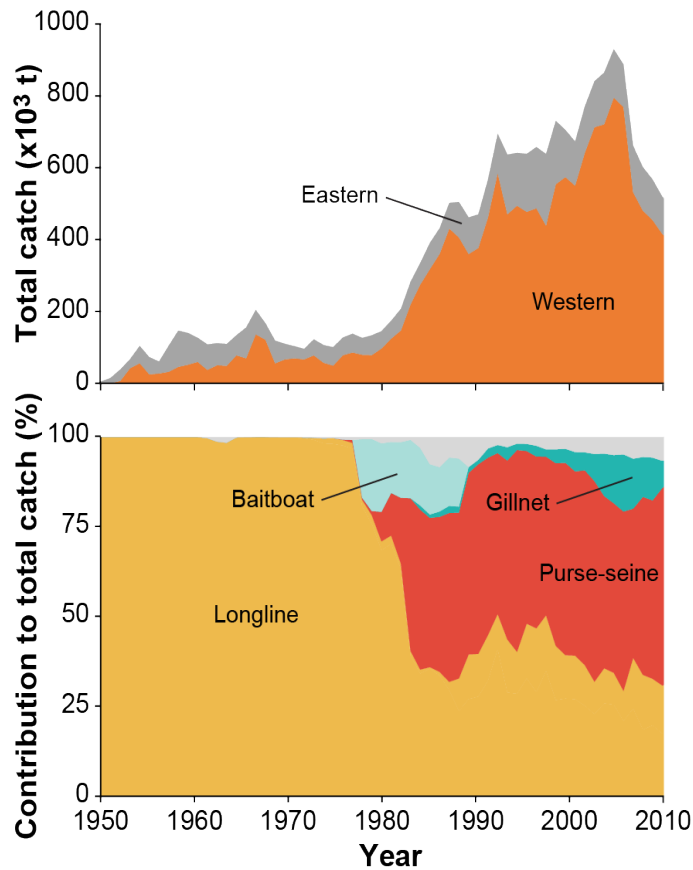 Total catch (x10³ t)
1000
800
600
400
200
0
Eastern
Western
Contribution to total catch (%)
100
75
50
25
0
Baitboat
Gillnet
Purse-seine
Longline
1950 1960 1970 1980 1990 2000 2010
Year